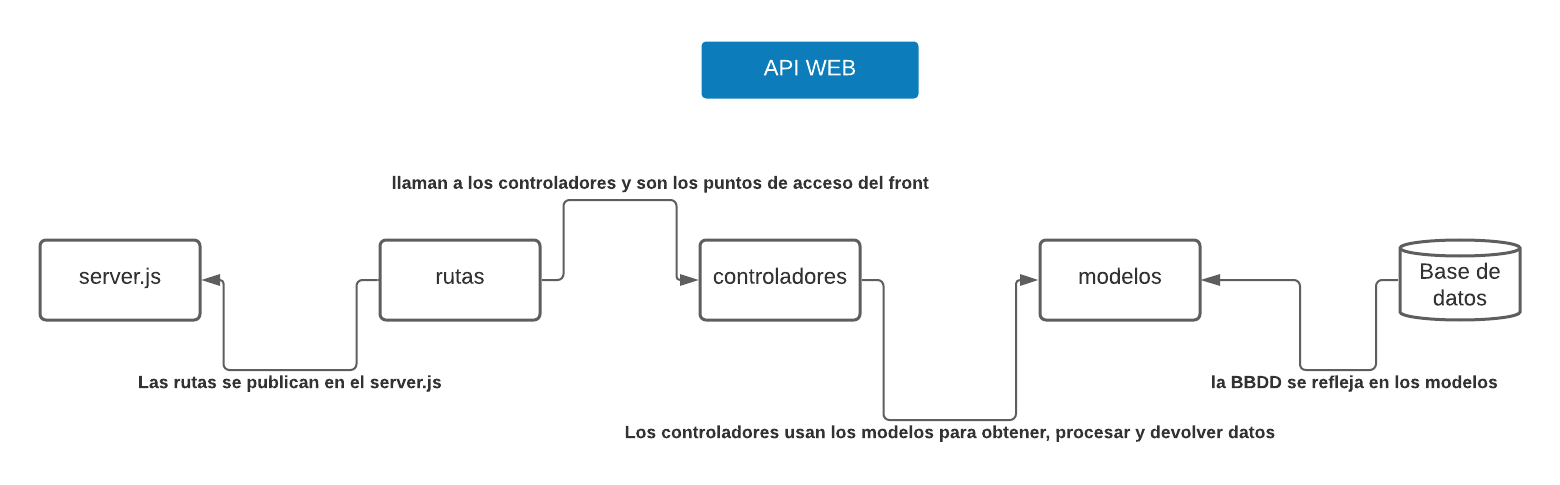 API WEB
llaman a los controladores y son los puntos de acceso del front
server.js
rutas
controladores
modelos
Base de
datos
Las rutas se publican en el server.js
la BBDD se refleja en los modelos
Los controladores usan los modelos para obtener, procesar y devolver datos